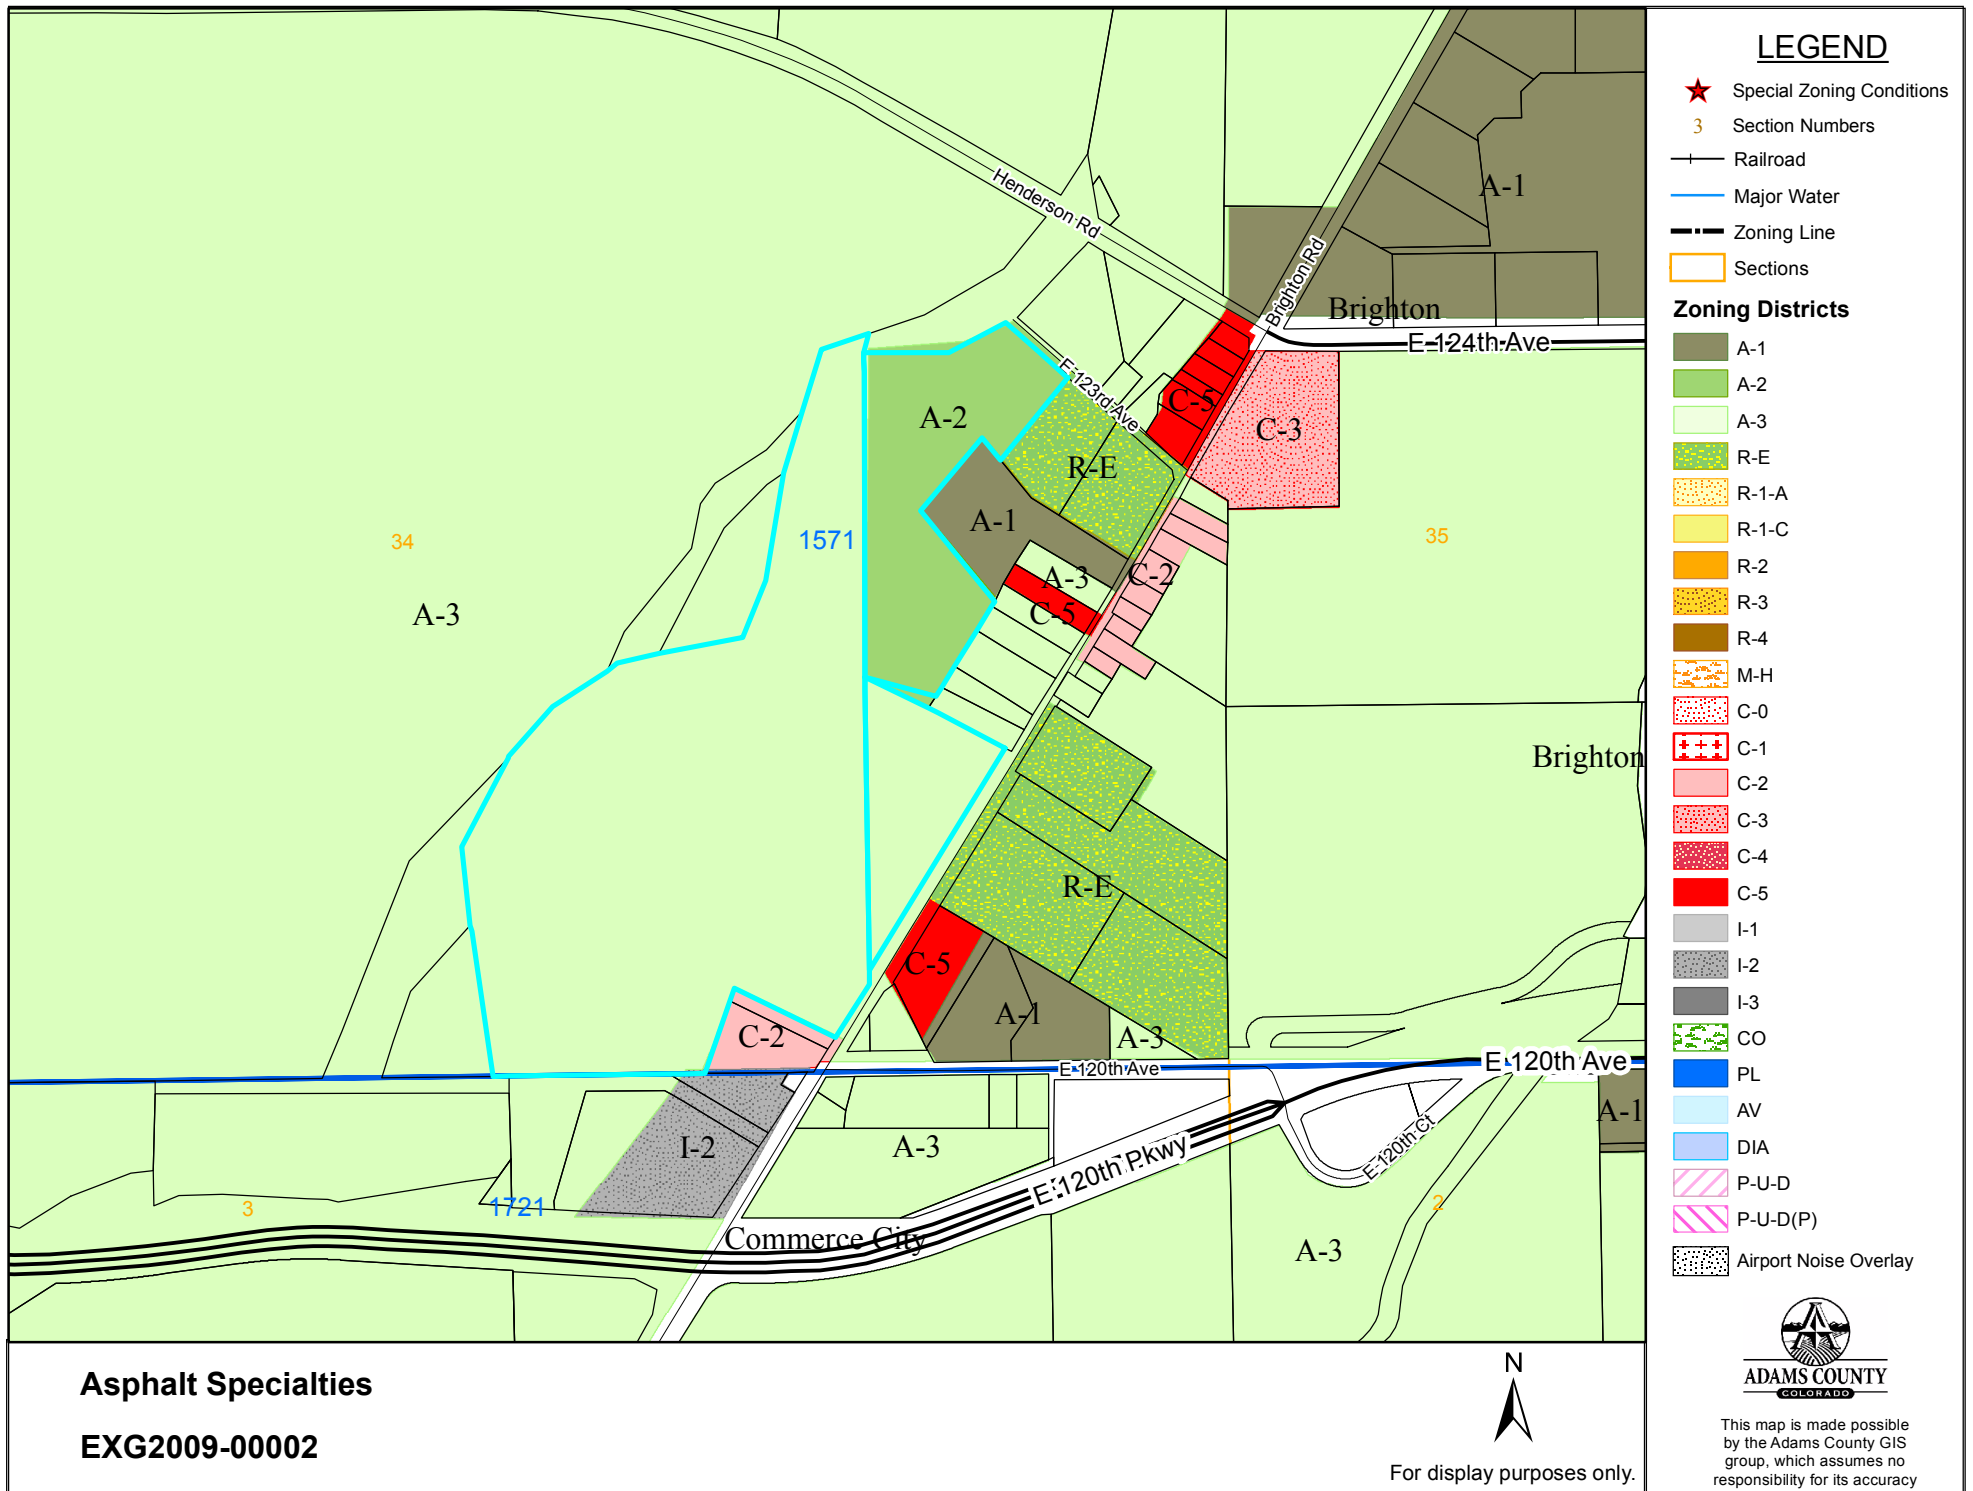 Henderson Rd
A-1
Brighton Rd
Brighton
E 124th Ave
E 123rd Ave
C-5
A-2
C-3
R-E
A-1
34
1571
35
A-3
C-2
C-5
A-3
Brighton
R-E
C-5
A-1
C-2
A-3
E 120th Ave
E 120th Ave
A-1
I-2
A-3
E 120th Pkwy
E 120th Ct
3
1721
2
Commerce City
A-3
LEGEND
Special Zoning Conditions
3
Section Numbers
Railroad
Major Water
Zoning Line
Sections
Zoning Districts
A-1
A-2
A-3
R-E
R-1-A
R-1-C
R-2
R-3
R-4
M-H
C-0
C-1
C-2
C-3
C-4
C-5
I-1
I-2
I-3
CO
PL
AV
DIA
P-U-D
P-U-D(P)
Airport Noise Overlay
ADAMS COUNTY
COLORADO
This map is made possible
by the Adams County GIS
group, which assumes no
responsibility for its accuracy
Asphalt Specialties
EXG2009-00002
N
For display purposes only.